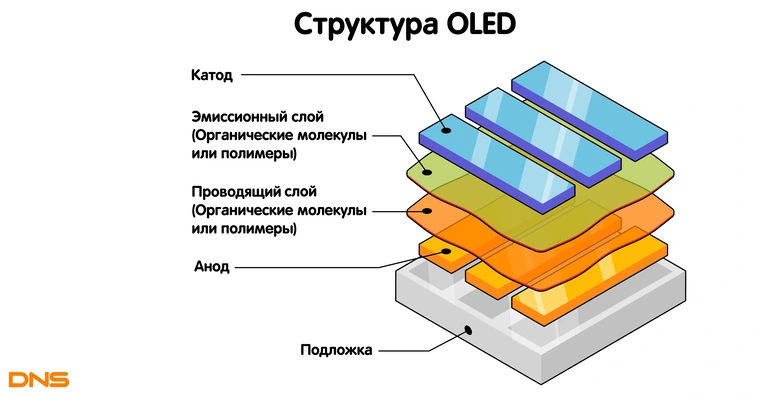 Структура OLED
Катод
Эмиссионный слой
(Органические молекулы
или полимеры)
Проводящий слой
(Органические молекулы
или полимеры)
Анод
Подложка
DNS